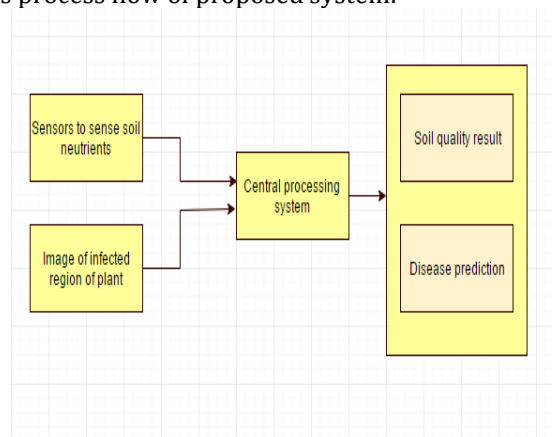 s process flow of proposed system.
Sensors to sense soil
neutrients
Image of infected
region of plant
Central processing
system
Soil quality result
Disease prediction